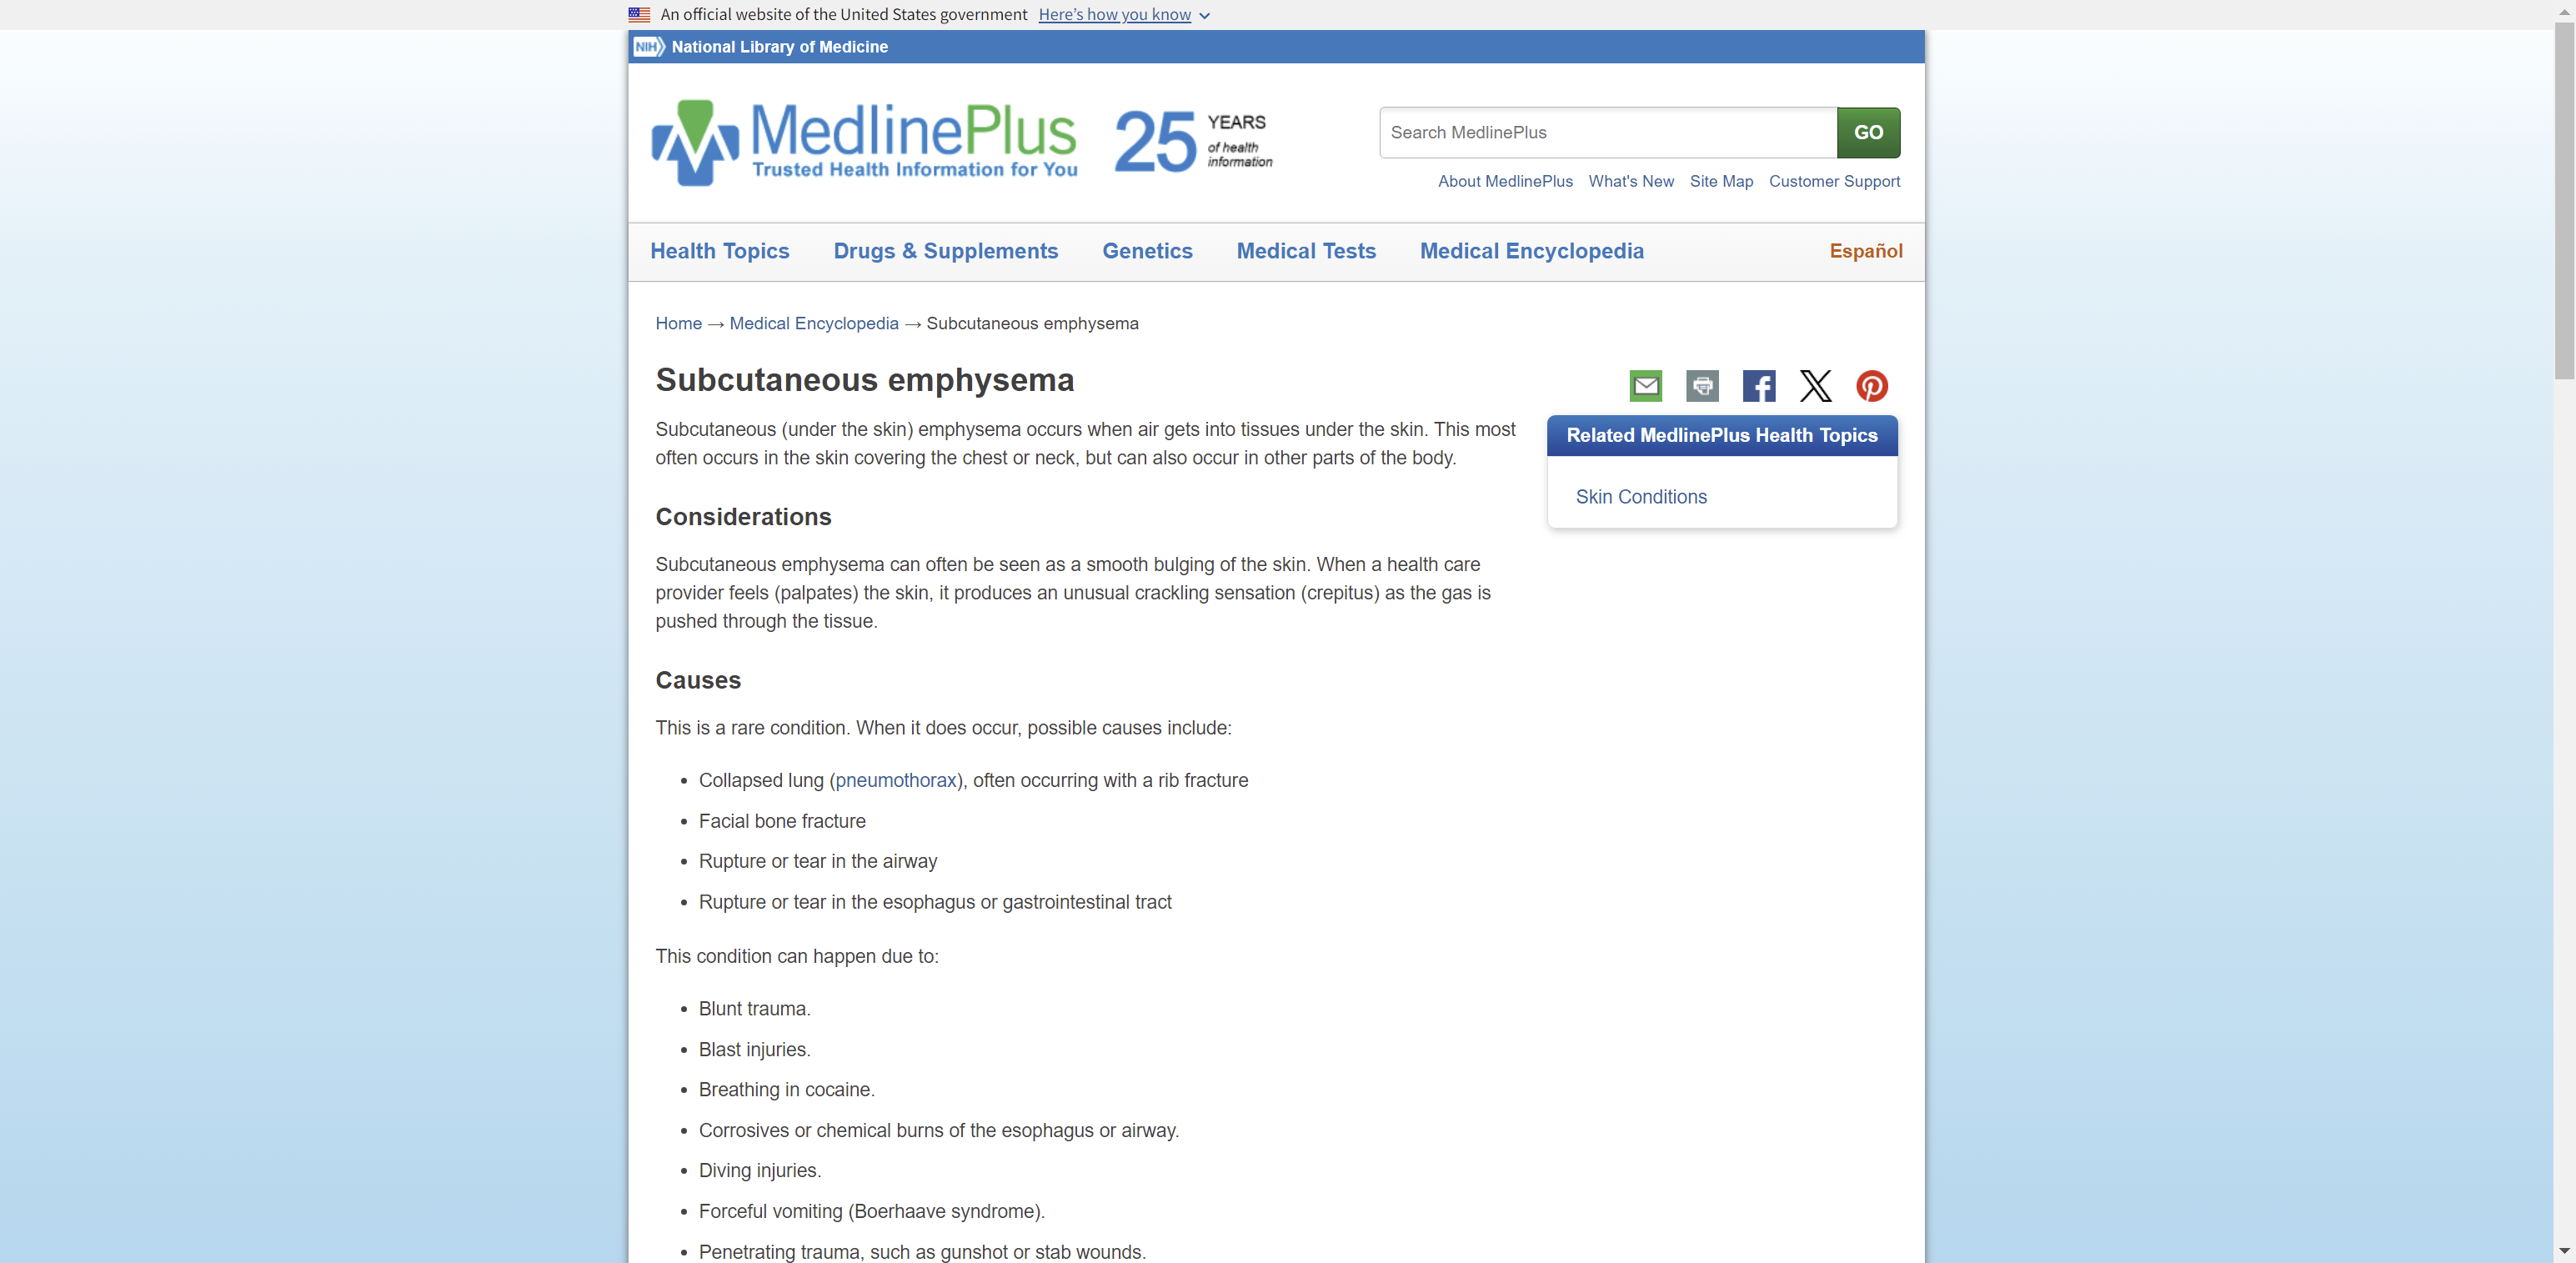 An official website of the United States government Here's how you know
NIH National Library of Medicine
MedlinePlus
Trusted Health Information for You
25 YEARS
of health
information
Search MedlinePlus GO
About MedlinePlus What's New Site Map Customer Support
Health Topics Drugs & Supplements Genetics Medical Tests Medical Encyclopedia Español
Home → Medical Encyclopedia → Subcutaneous emphysema
Subcutaneous emphysema
Subcutaneous (under the skin) emphysema occurs when air gets into tissues under the skin. This most
often occurs in the skin covering the chest or neck, but can also occur in other parts of the body.
Related MedlinePlus Health Topics
Skin Conditions
Considerations
Subcutaneous emphysema can often be seen as a smooth bulging of the skin. When a health care
provider feels (palpates) the skin, it produces an unusual crackling sensation (crepitus) as the gas is
pushed through the tissue.
Causes
This is a rare condition. When it does occur, possible causes include:
• Collapsed lung (pneumothorax), often occurring with a rib fracture
• Facial bone fracture
• Rupture or tear in the airway
• Rupture or tear in the esophagus or gastrointestinal tract
This condition can happen due to:
• Blunt trauma.
• Blast injuries.
• Breathing in cocaine.
• Corrosives or chemical burns of the esophagus or airway.
• Diving injuries.
• Forceful vomiting (Boerhaave syndrome).
• Penetrating trauma, such as gunshot or stab wounds.